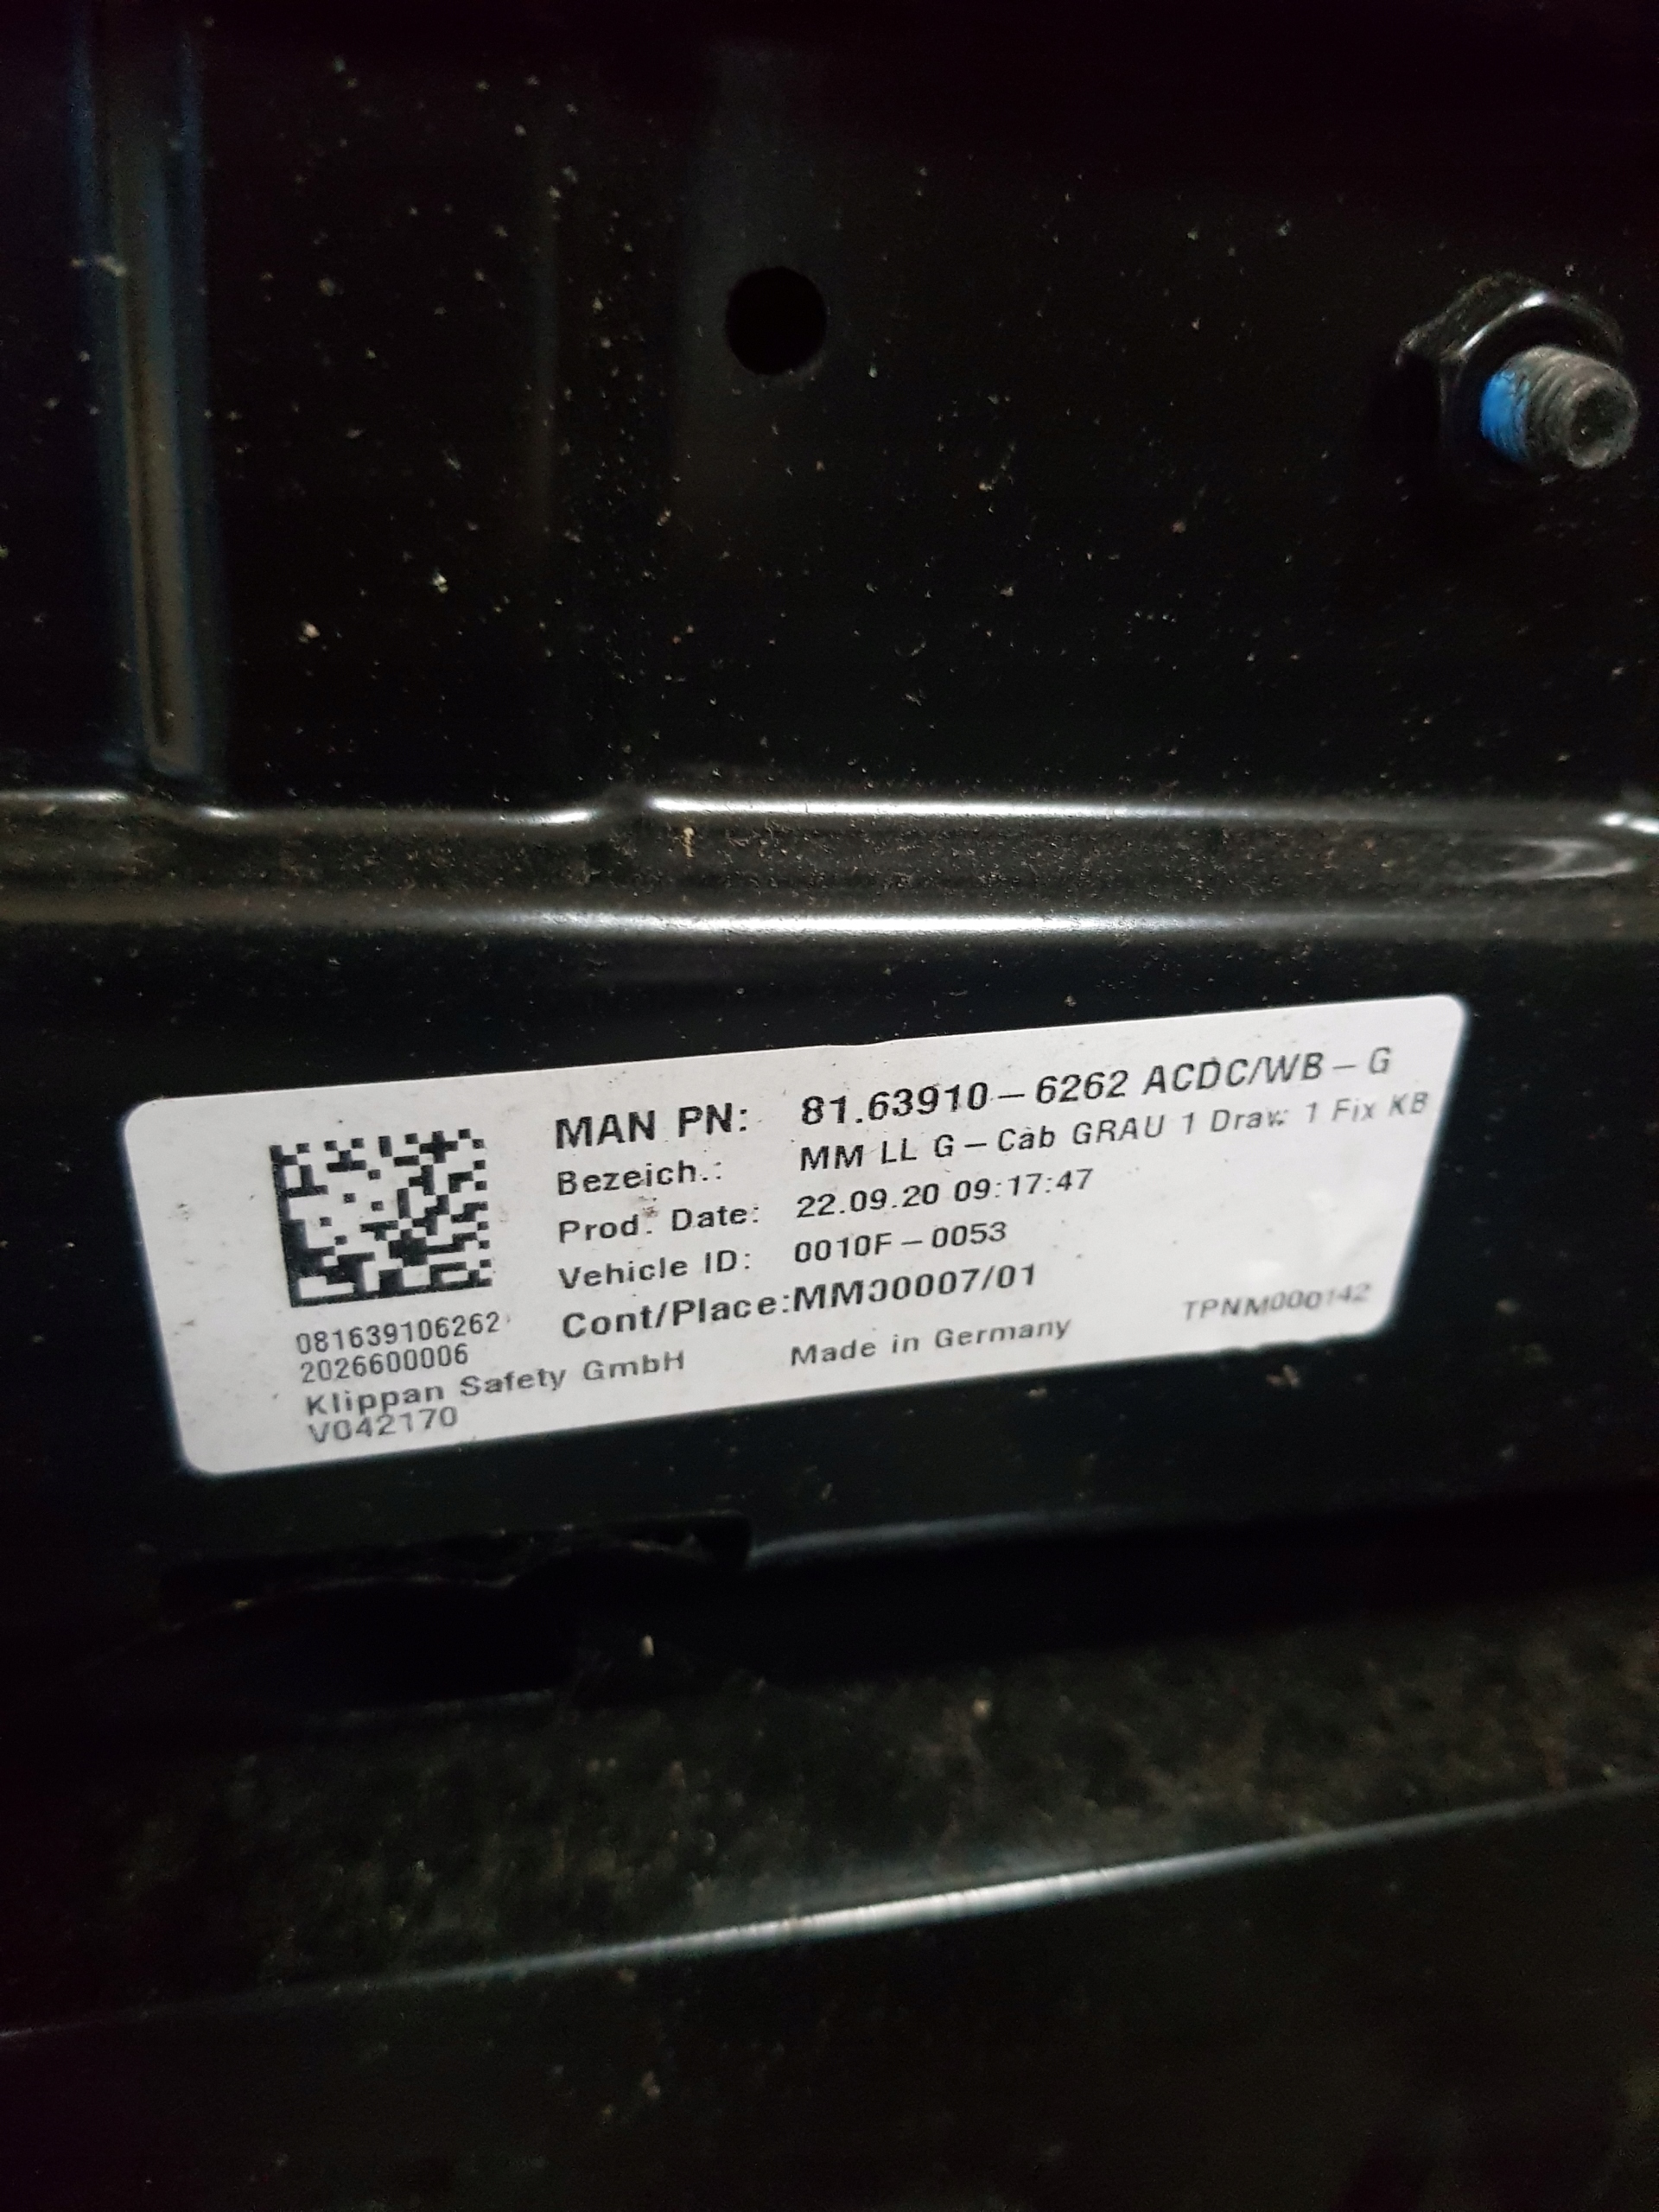 MAN PN: 81.63910-6262 ACDC/WB-G
Bezeich.: MM LL G-Cab GRAU 1 Draw. 1 Fix KB
Prod. Date: 22.09.20 09:17:47
Vehicle ID: 0010F-0053
Cont/Place:MM00007/01
081639106262
2026600006
Klippan Safety GmbH Made in Germany TPNM000142
V042170